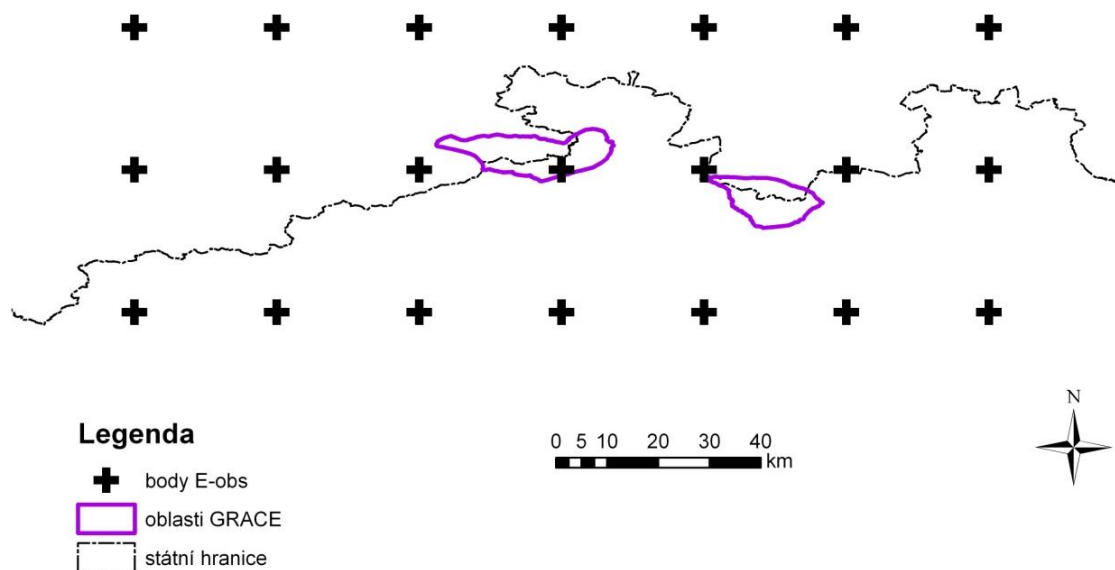 N
0 5 10 20 30 40
km
Legenda
body E-obs
oblasti GRACE
státní hranice